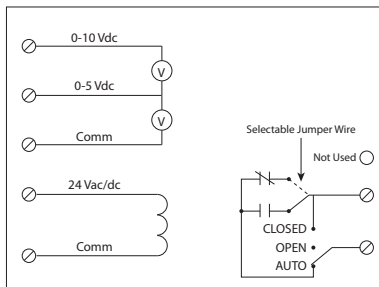 0-10 Vdc
V
0-5 Vdc
V
Comm
Selectable Jumper Wire
Not Used
24 Vac/dc
CLOSED
Comm
OPEN
AUTO